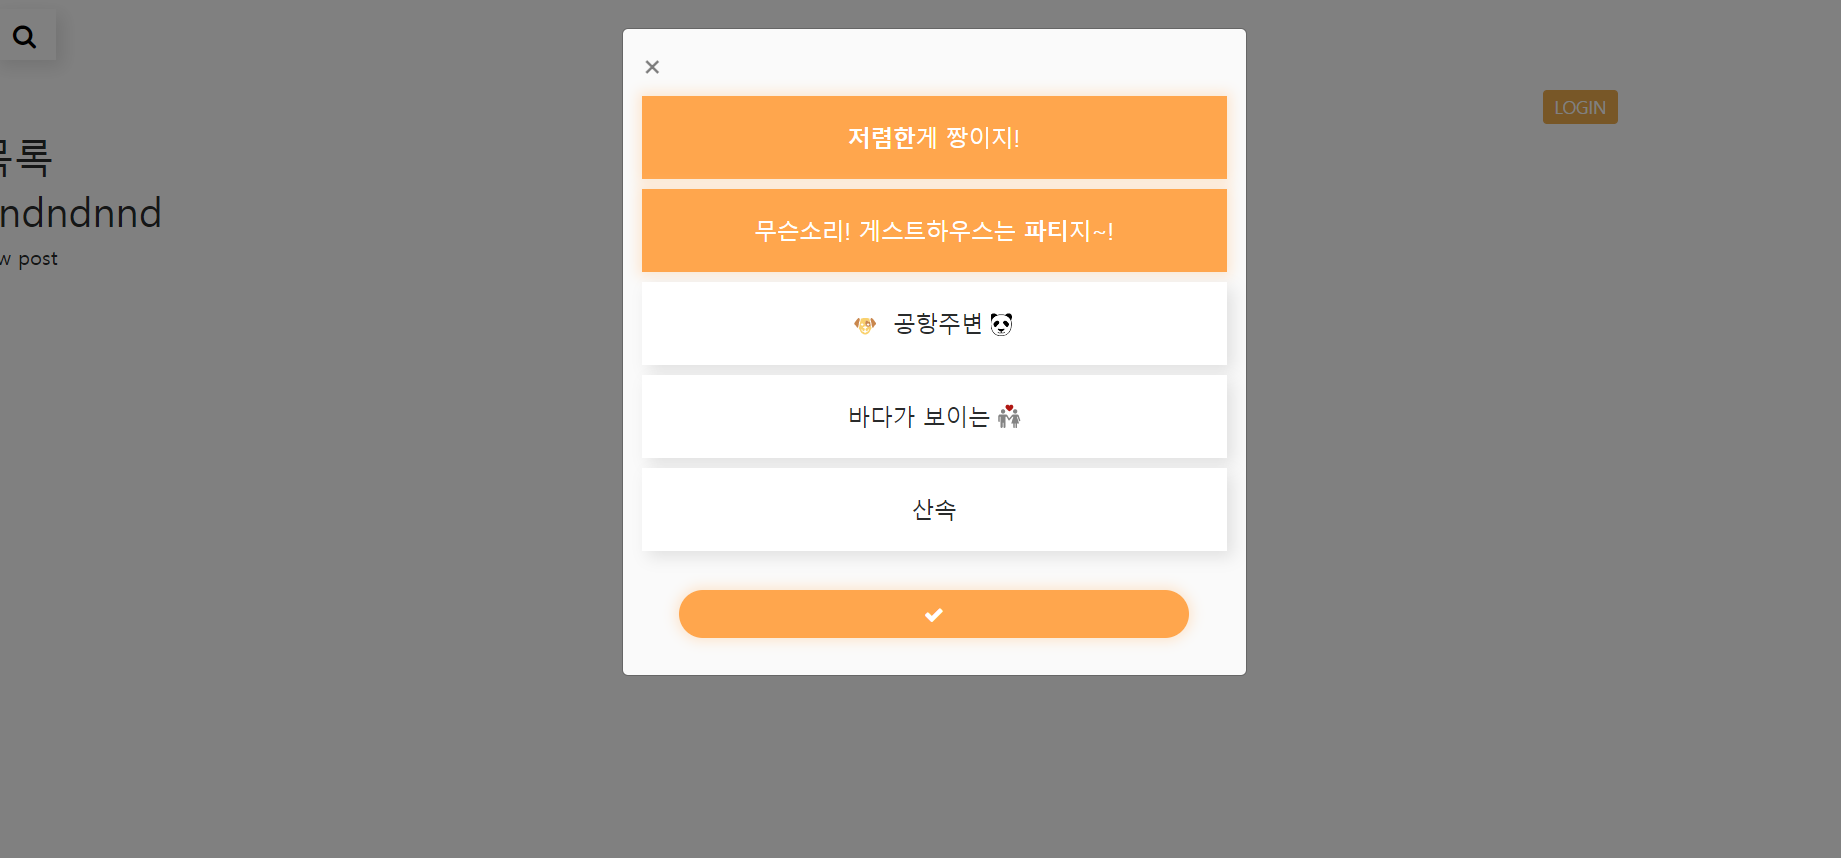 ×
저렴한게 짱이지!
LOGIN
목록
ndndnnd
무슨소리! 게스트하우스는 파티지~!
w post
공항주변
바다가 보이는
산속